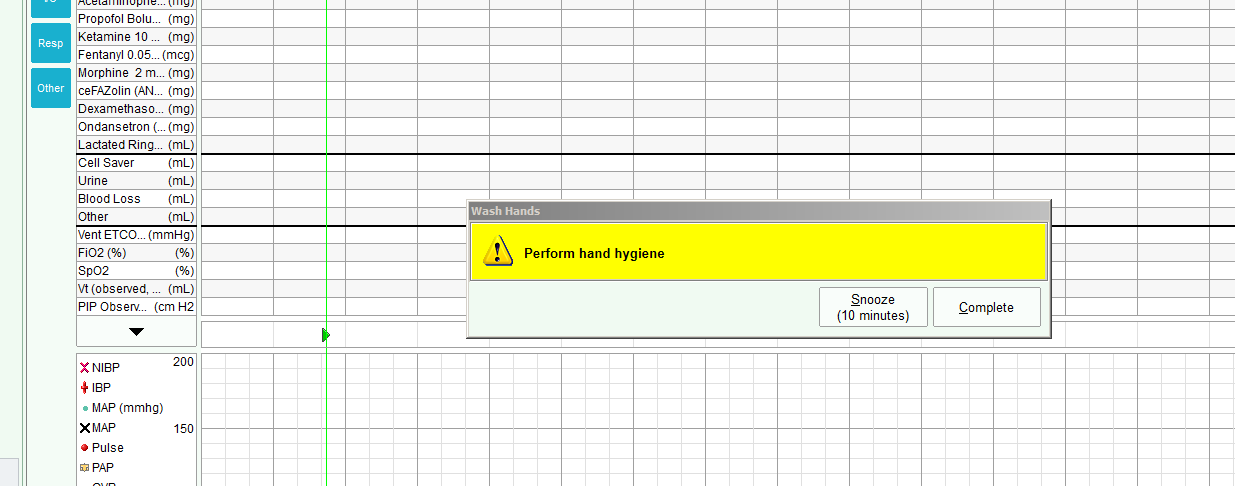 Acetaminophe... (mg)
Propofol Bolu... (mg)
Resp
Ketamine 10 ... (mg)
Fentanyl 0.05... (mcg)
Morphine 2 m... (mg)
Other
ceFAZolin (AN... (mg)
Dexamethaso... (mg)
Ondansetron (... (mg)
Lactated Ring... (mL)
Cell Saver (mL)
Urine (mL)
Blood Loss (mL)
Other (mL)
Vent ETCO... (mmHg)
FiO2 (%) (%)
SpO2 (%)
Vt (observed, ... (mL)
PIP Observ... (cm H2
Wash Hands
Perform hand hygiene
Snooze
(10 minutes)
Complete
200
NIBP
IBP
MAP (mmhg)
MAP
150
Pulse
PAP